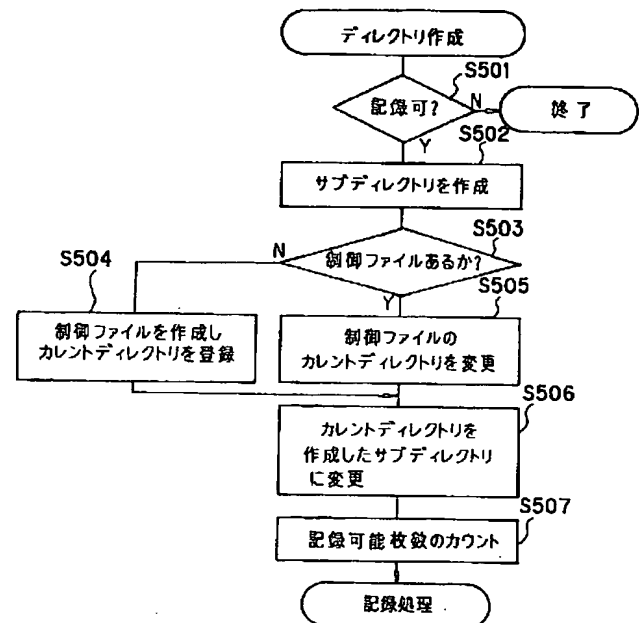 ディレクトリ作成
S501
記録可?
N
終了
Y
S502
サブディレクトリを作成
S503
制御ファイルあるか?
N
Y
S504
制御ファイルを作成し
カレントディレクトリを登録
S505
制御ファイルの
カレントディレクトリを変更
S506
カレントディレクトリを
作成したサブディレクトリ
に変更
S507
記録可能枚数のカウント
記録処理